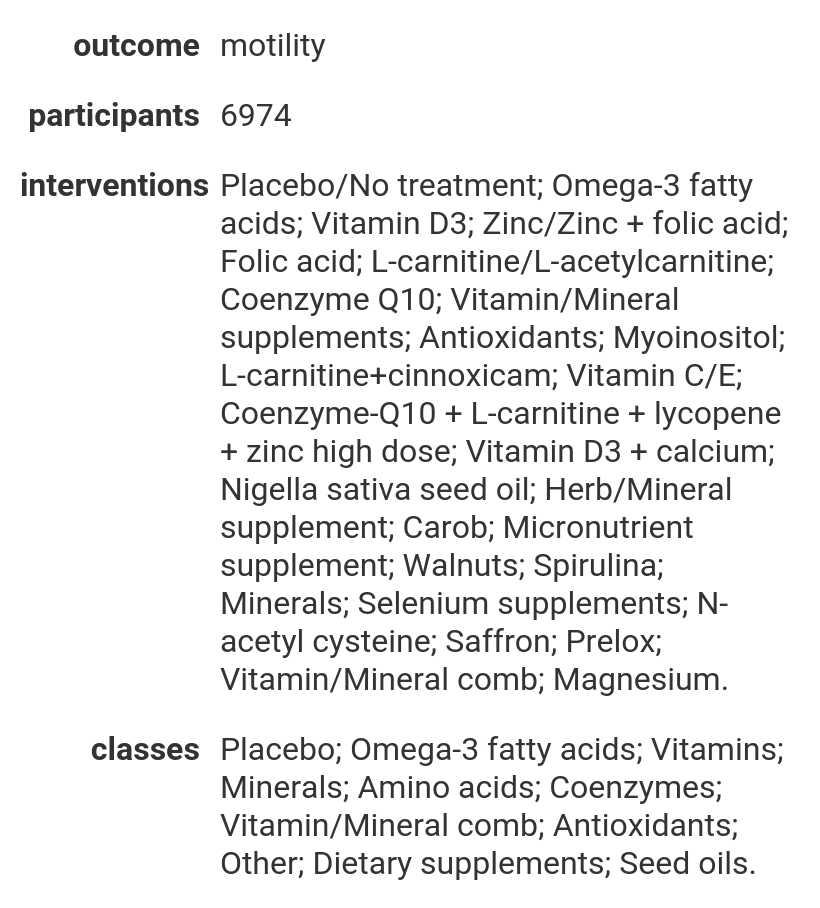 outcome motility
participants 6974
interventions Placebo/No treatment; Omega-3 fatty
acids; Vitamin D3; Zinc/Zinc + folic acid;
Folic acid; L-carnitine/L-acetylcarnitine;
Coenzyme Q10; Vitamin/Mineral
supplements; Antioxidants; Myoinositol;
L-carnitine+cinnoxicam; Vitamin C/E;
Coenzyme-Q10 + L-carnitine + lycopene
+ zinc high dose; Vitamin D3 + calcium;
Nigella sativa seed oil; Herb/Mineral
supplement; Carob; Micronutrient
supplement; Walnuts; Spirulina;
Minerals; Selenium supplements; N-
acetyl cysteine; Saffron; Prelox;
Vitamin/Mineral comb; Magnesium.
classes Placebo; Omega-3 fatty acids; Vitamins;
Minerals; Amino acids; Coenzymes;
Vitamin/Mineral comb; Antioxidants;
Other; Dietary supplements; Seed oils.